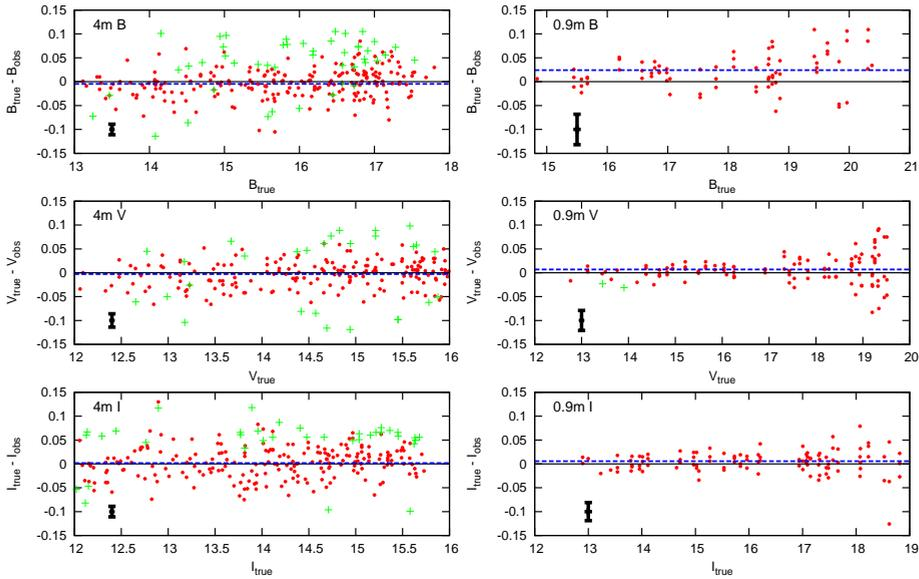 4m B
B_true - B_obs
0.15
0.1
0.05
0
-0.05
-0.1
-0.15
13 14 15 16 17 18
B_true
0.9m B
B_true - B_obs
0.15
0.1
0.05
0
-0.05
-0.1
-0.15
15 16 17 18 19 20 21
B_true
4m V
V_true - V_obs
0.15
0.1
0.05
0
-0.05
-0.1
-0.15
12 12.5 13 13.5 14 14.5 15 15.5 16
V_true
0.9m V
V_true - V_obs
0.15
0.1
0.05
0
-0.05
-0.1
-0.15
12 13 14 15 16 17 18 19 20
V_true
4m I
I_true - I_obs
0.15
0.1
0.05
0
-0.05
-0.1
-0.15
12 12.5 13 13.5 14 14.5 15 15.5 16
I_true
0.9m I
I_true - I_obs
0.15
0.1
0.05
0
-0.05
-0.1
-0.15
12 13 14 15 16 17 18 19
I_true